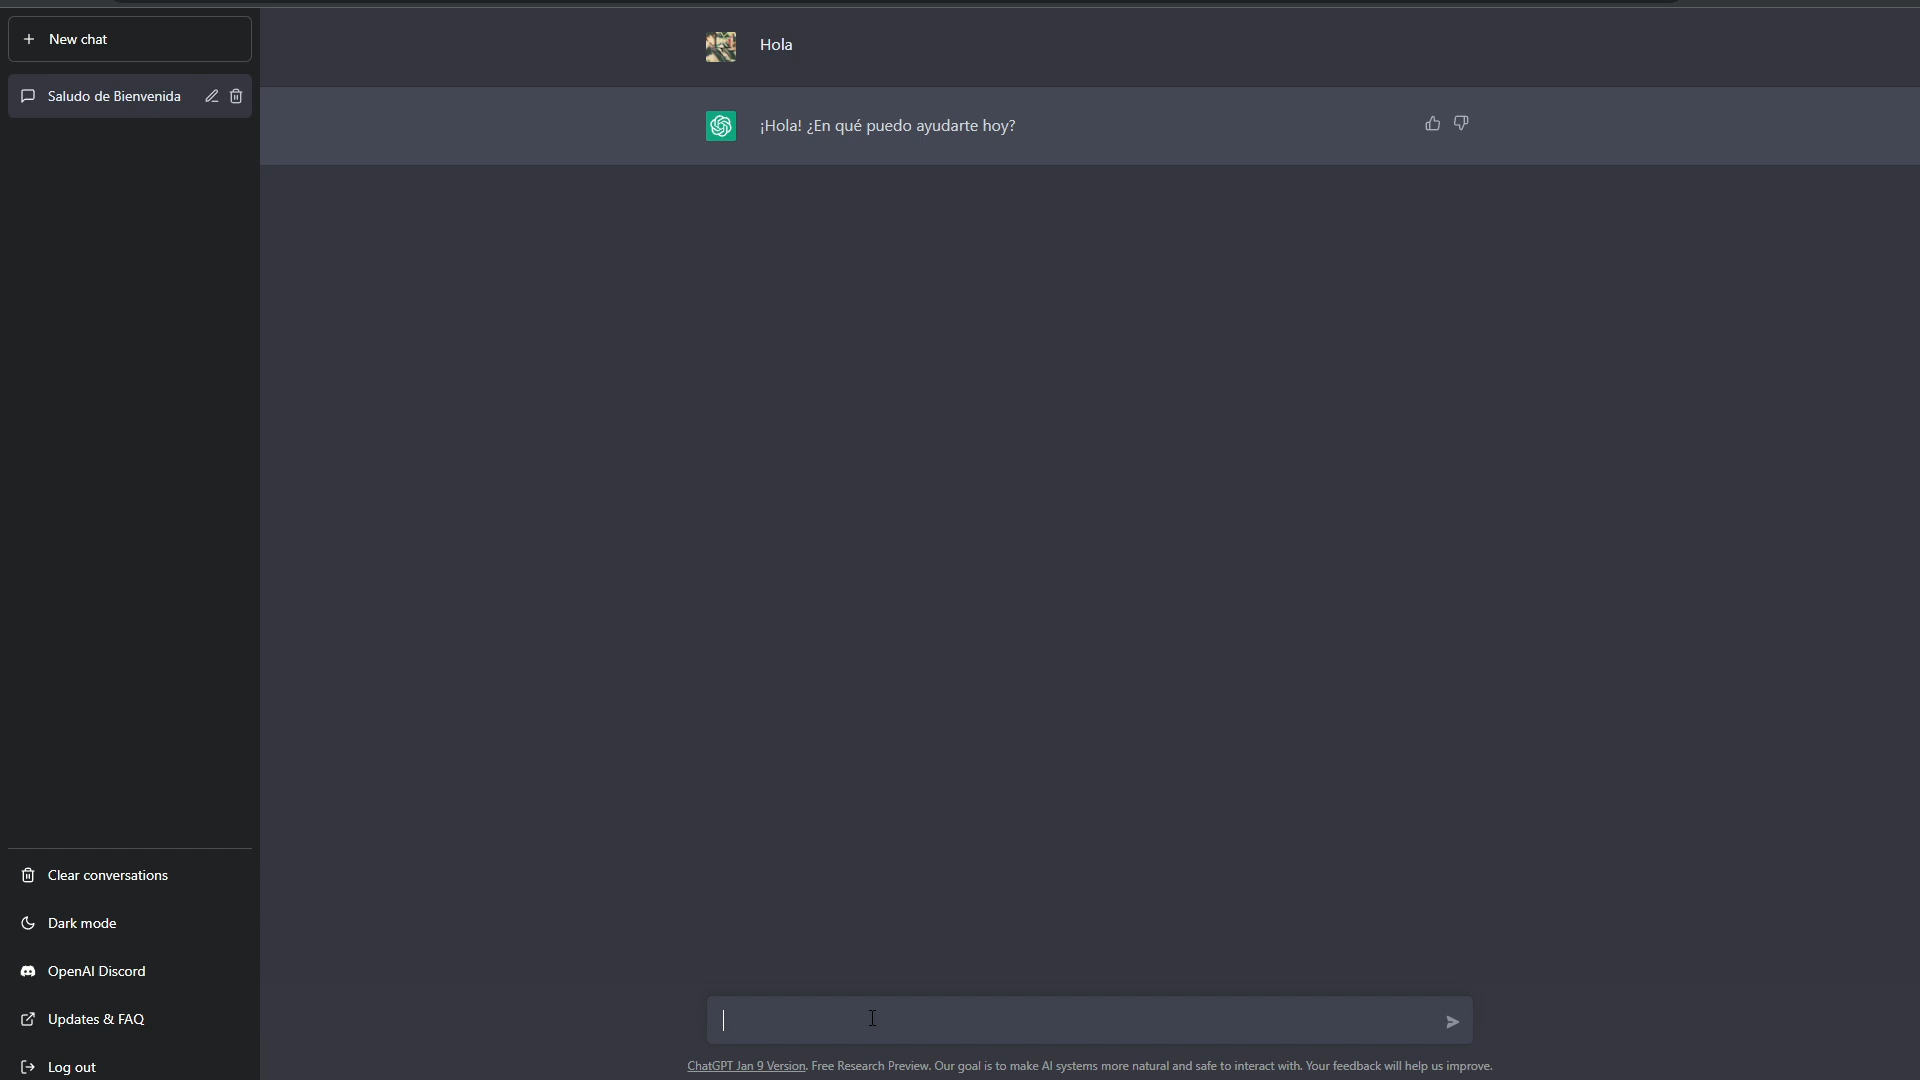 New chat
Saludo de Bienvenida
Hola
¡Hola! ¿En qué puedo ayudarte hoy?
Clear conversations
Dark mode
OpenAI Discord
Updates & FAQ
Log out
ChatGPT Jan 9 Version. Free Research Preview. Our goal is to make AI systems more natural and safe to interact with. Your feedback will help us improve.